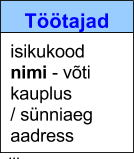 Töötajad
isikukood
nimi - võti
kauplus
/ sünniaeg
aadress